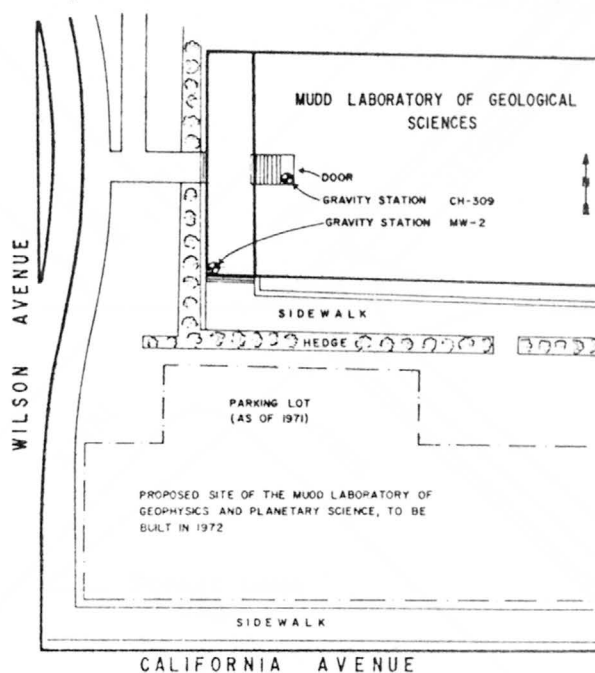 MUDD LABORATORY OF GEOLOGICAL
SCIENCES
DOOR
N
GRAVITY STATION CH-309
GRAVITY STATION MW-2
WILSON AVENUE
SIDEWALK
HEDGE
PARKING LOT
(AS OF 1971)
PROPOSED SITE OF THE MUDD LABORATORY OF
GEOPHYSICS AND PLANETARY SCIENCE, TO BE
BUILT IN 1972
SIDEWALK
CALIFORNIA AVENUE